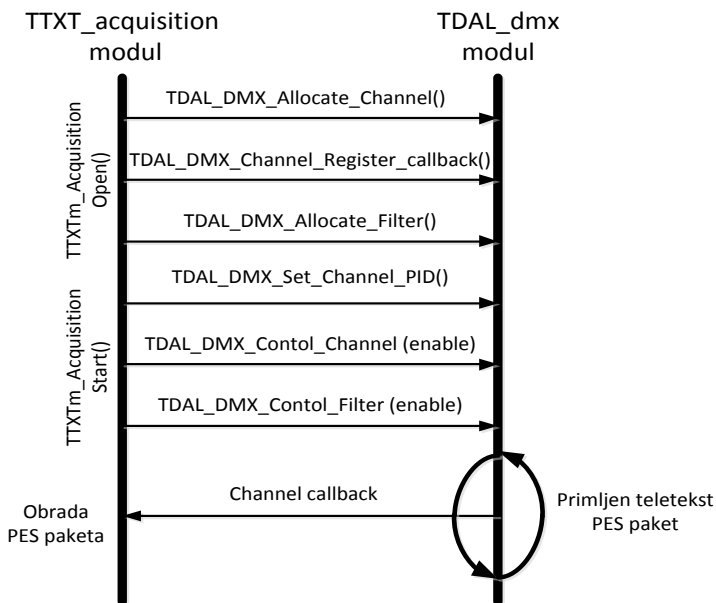 TTXT_acquisition
modul
TDAL_dmx
modul
TTXTm_Acquisition
Open()
TDAL_DMX_Allocate_Channel()
TDAL_DMX_Channel_Register_callback()
TDAL_DMX_Allocate_Filter()
TTXTm_Acquisition
Start()
TDAL_DMX_Set_Channel_PID()
TDAL_DMX_Contol_Channel (enable)
TDAL_DMX_Contol_Filter (enable)
Channel callback
Obrada
PES paketa
Primljen teletekst
PES paket